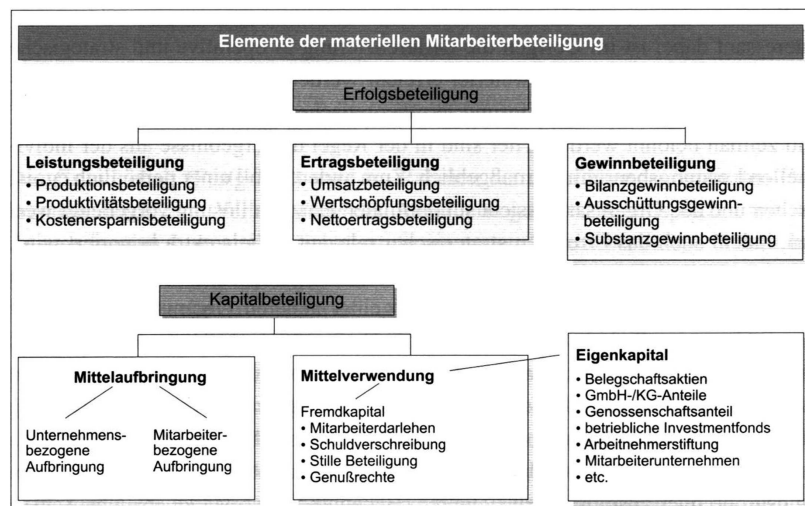 Elemente der materiellen Mitarbeiterbeteiligung
Erfolgsbeteiligung
Leistungsbeteiligung
• Produktionsbeteiligung
• Produktivitätsbeteiligung
• Kostenersparnisbeteiligung
Ertragsbeteiligung
• Umsatzbeteiligung
• Wertschöpfungsbeteiligung
• Nettoertragsbeteiligung
Gewinnbeteiligung
• Bilanzgewinnbeteiligung
• Ausschüttungsgewinn-
beteiligung
• Substanzgewinnbeteiligung
Kapitalbeteiligung
Mittelaufbringung
Unternehmens-
bezogene
Aufbringung
Mitarbeiter-
bezogene
Aufbringung
Mittelverwendung
Fremdkapital
• Mitarbeiterdarlehen
• Schuldverschreibung
• Stille Beteiligung
• Genußrechte
Eigenkapital
• Belegschaftsaktien
• GmbH-/KG-Anteile
• Genossenschaftsanteil
• betriebliche Investmentfonds
• Arbeitnehmerstiftung
• Mitarbeiterunternehmen
• etc.